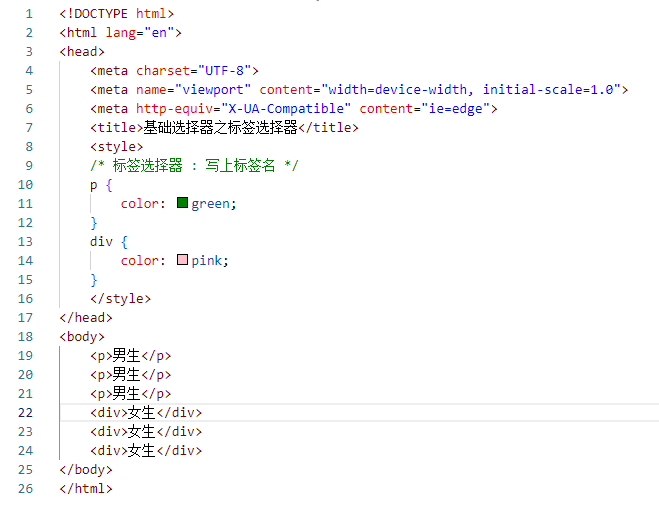 1 <!DOCTYPE html>
2 <html lang="en">
3 <head>
4 <meta charset="UTF-8">
5 <meta name="viewport" content="width=device-width, initial-scale=1.0">
6 <meta http-equiv="X-UA-Compatible" content="ie=edge">
7 <title>基础选择器之标签选择器</title>
8 <style>
9 /* 标签选择器 : 写上标签名 */
10 p {
11 color: green;
12 }
13 div {
14 color: pink;
15 }
16 </style>
17 </head>
18 <body>
19 <p>男生</p>
20 <p>男生</p>
21 <p>男生</p>
22 <div>女生</div>
23 <div>女生</div>
24 <div>女生</div>
25 </body>
26 </html>